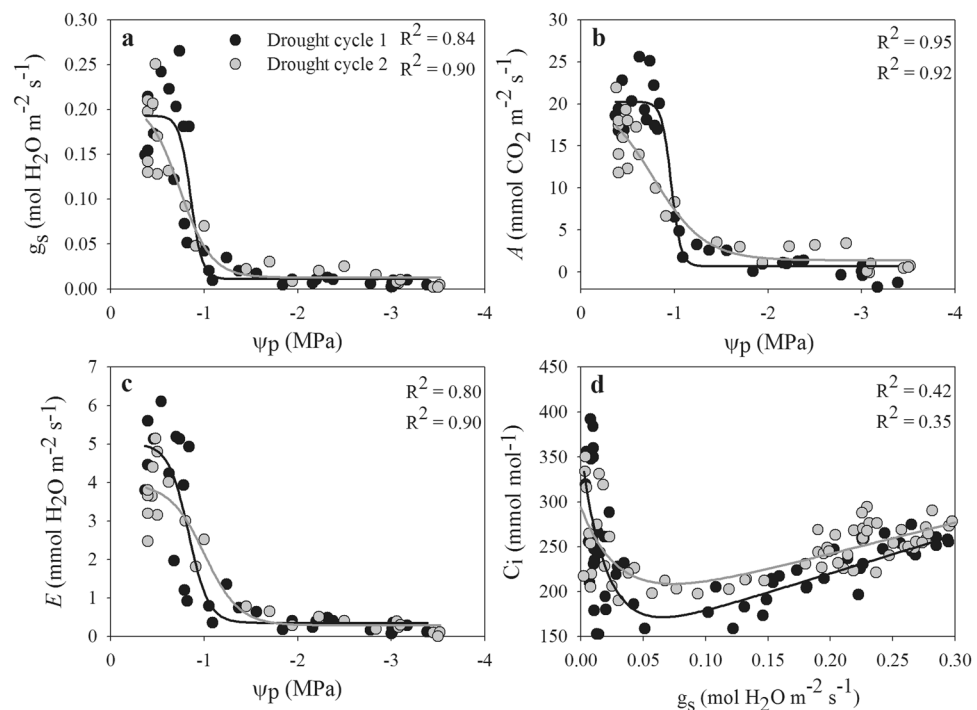 a
Drought cycle 1 R² = 0.84
Drought cycle 2 R² = 0.90
0.30
0.25
0.20
0.15
0.10
0.05
0.00
gs (mol H2O m⁻² s⁻¹)
0 -1 -2 -3 -4
ψp (MPa)
b
R² = 0.95
R² = 0.92
30
25
20
15
10
5
0
A (mmol CO2 m⁻² s⁻¹)
0 -1 -2 -3 -4
ψp (MPa)
c
R² = 0.80
R² = 0.90
7
6
5
4
3
2
1
0
E (mmol H2O m⁻² s⁻¹)
0 -1 -2 -3 -4
ψp (MPa)
d
R² = 0.42
R² = 0.35
450
400
350
300
250
200
150
Ci (mmol mol⁻¹)
0.00 0.05 0.10 0.15 0.20 0.25 0.30
gs (mol H2O m⁻² s⁻¹)